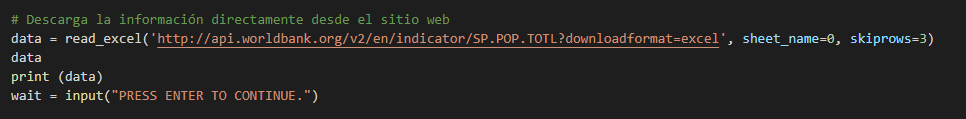 # Descarga la información directamente desde el sitio web
data = read_excel('http://api.worldbank.org/v2/en/indicator/SP.POP.TOTL?downloadformat=excel', sheet_name=0, skiprows=3)
data
print (data)
wait = input("PRESS ENTER TO CONTINUE.")